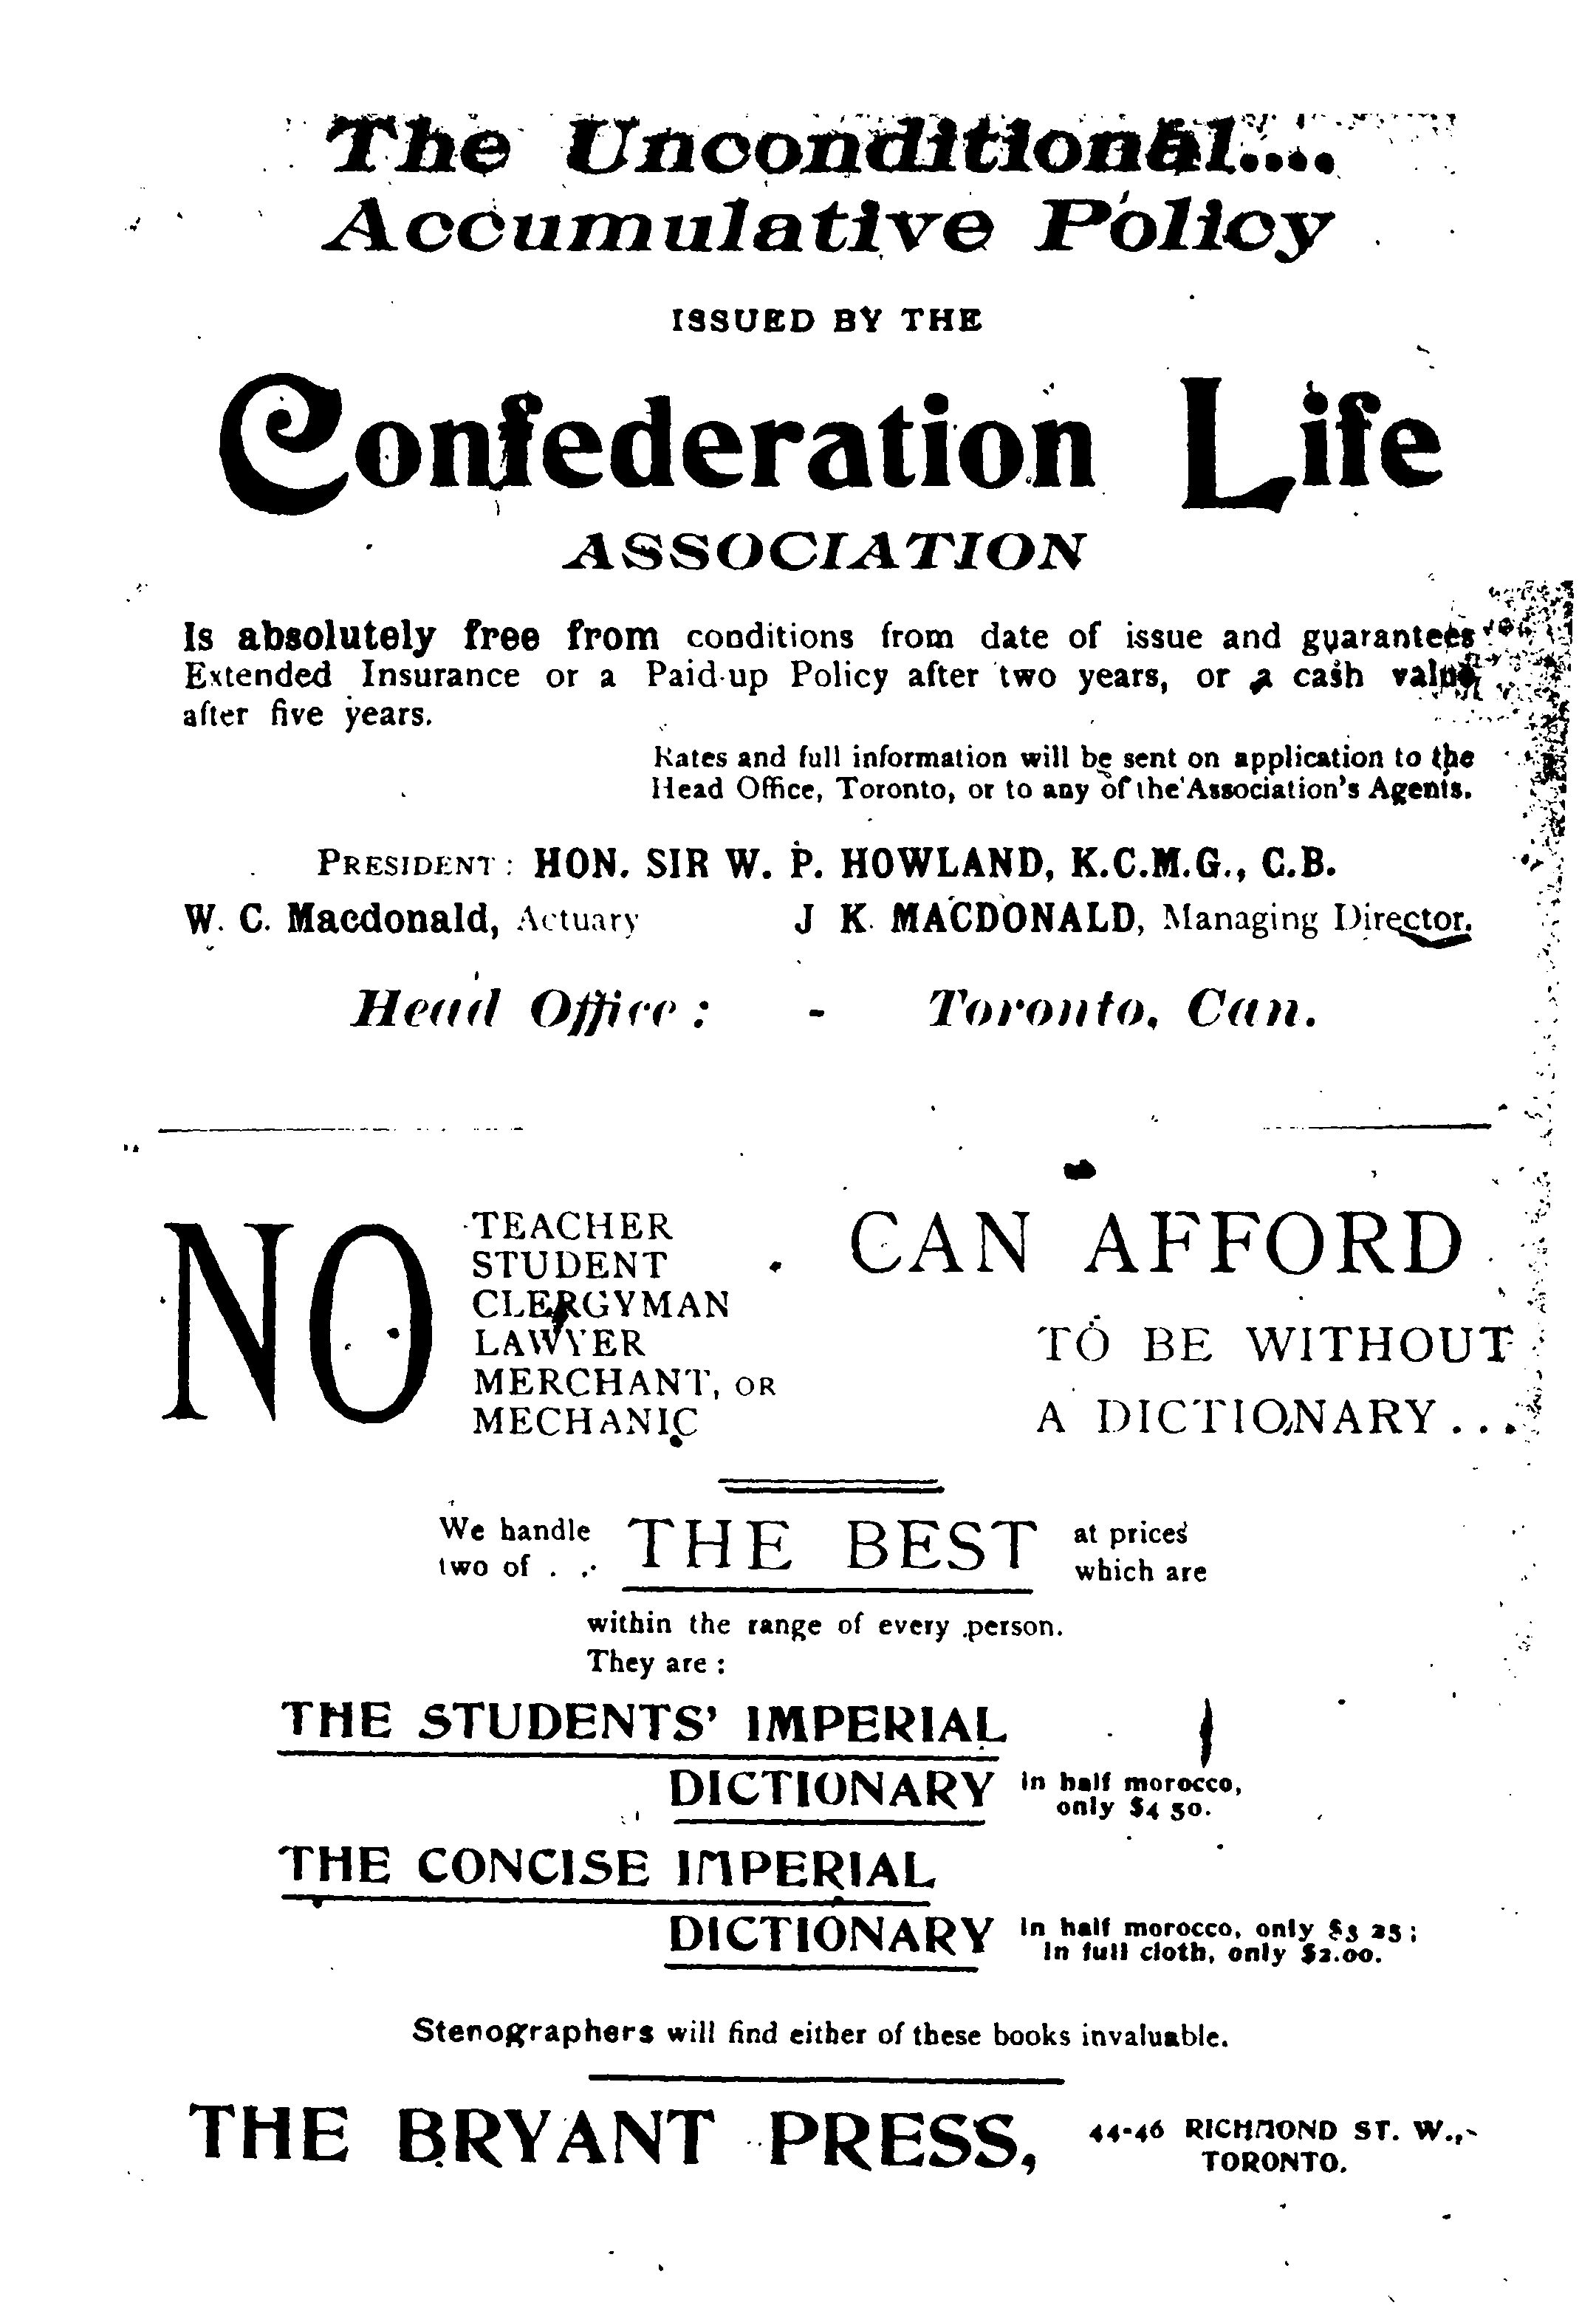 The Unconditional....
Accumulative Policy
ISSUED BY THE
Confederation Life
ASSOCIATION
Is absolutely free from conditions from date of issue and guarantees
Extended Insurance or a Paid-up Policy after two years, or a cash value
after five years.
Rates and full information will be sent on application to the
Head Office, Toronto, or to any of the Association's Agents.
PRESIDENT: HON. SIR W. P. HOWLAND, K.C.M.G., C.B.
W. C. Macdonald, Actuary J K. MACDONALD, Managing Director.
Head Office: - Toronto, Can.
NO
TEACHER
STUDENT
CLERGYMAN
LAWYER
MERCHANT, OR
MECHANIC
CAN AFFORD
TO BE WITHOUT
A DICTIONARY...
We handle
two of . .
THE BEST
at prices
which are
within the range of every person.
They are:
THE STUDENTS' IMPERIAL
DICTIONARY
In half morocco,
only $4 50.
THE CONCISE IMPERIAL
DICTIONARY
In half morocco, only $3 25;
In full cloth, only $2.00.
Stenographers will find either of these books invaluable.
THE BRYANT PRESS,
44-46 RICHMOND ST. W.,
TORONTO.